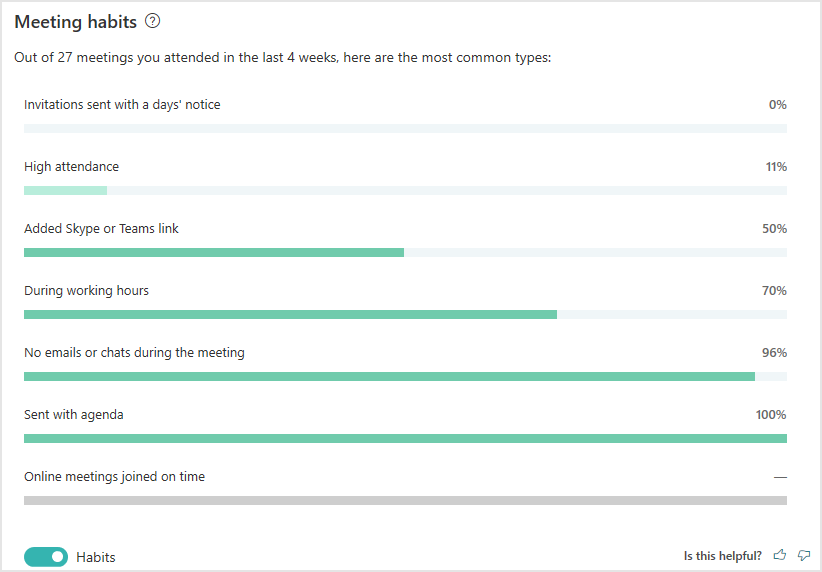 Meeting habits
Out of 27 meetings you attended in the last 4 weeks, here are the most common types:
Invitations sent with a days' notice 0%
High attendance 11%
Added Skype or Teams link 50%
During working hours 70%
No emails or chats during the meeting 96%
Sent with agenda 100%
Online meetings joined on time —
Habits Is this helpful?